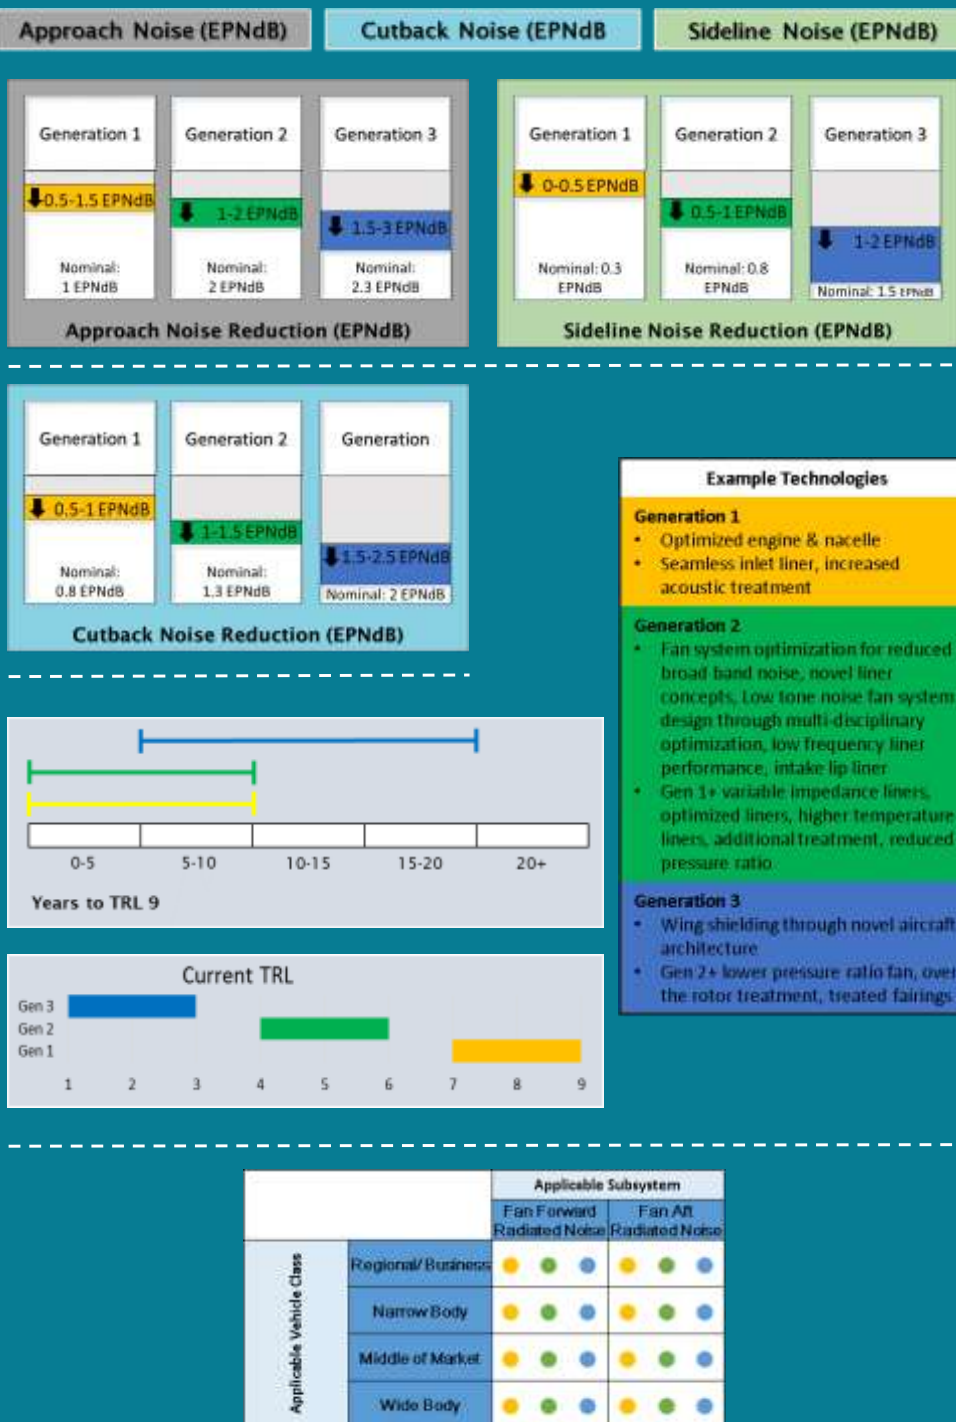 Approach Noise (EPNdB)
Cutback Noise (EPNdB
Sideline Noise (EPNdB)
Generation 1
Generation 2
Generation 3
0.5-1.5 EPNdB
1-2 EPNdB
1.5-3 EPNdB
Nominal:
1 EPNdB
Nominal:
2 EPNdB
Nominal:
2.3 EPNdB
Approach Noise Reduction (EPNdB)
Generation 1
Generation 2
Generation 3
0-0.5 EPNdB
0.5-1 EPNdB
1-2 EPNdB
Nominal: 0.3
EPNdB
Nominal: 0.8
EPNdB
Nominal: 1.5 EPNdB
Sideline Noise Reduction (EPNdB)
Generation 1
Generation 2
Generation
0.5-1 EPNdB
1-1.5 EPNdB
1.5-2.5 EPNdB
Nominal:
0.8 EPNdB
Nominal:
1.3 EPNdB
Nominal: 2 EPNdB
Cutback Noise Reduction (EPNdB)
Example Technologies
Generation 1
• Optimized engine & nacelle
• Seamless inlet liner, increased
acoustic treatment
Generation 2
• Fan system optimization for reduced
broad band noise, novel liner
concepts, Low tone noise fan system
design through multi-disciplinary
optimization, low frequency liner
performance, intake lip liner
• Gen 1+ variable impedance liners,
optimized liners, higher temperature
liners, additional treatment, reduced
pressure ratio
Generation 3
• Wing shielding through novel aircraft
architecture
• Gen 2+ lower pressure ratio fan, over
the rotor treatment, treated fairings
0-5
5-10
10-15
15-20
20+
Years to TRL 9
Current TRL
Gen 3
Gen 2
Gen 1
1 2 3 4 5 6 7 8 9
Applicable Subsystem
Fan Forward
Radiated Noise
Fan Aft
Radiated Noise
Applicable Vehicle Class
Regional/ Business
Narrow Body
Middle of Market
Wide Body